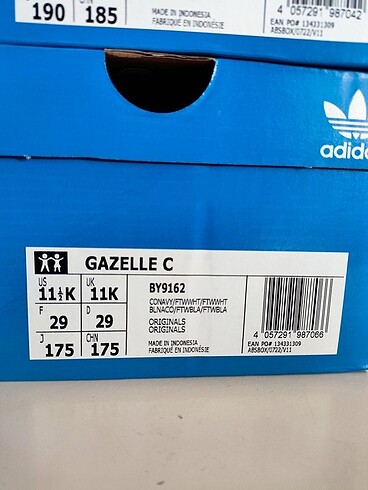 190 185
MADE IN INDONESIA
FABRIQUÉ EN INDONÉSIE
4 057291 987042
EAN PO# 134331309
ABSBOX/0722/V11
GAZELLE C
US 11½K UK 11K
F 29 D 29
J 175 CHN 175
BY9162
CONAVY/FTWWHT/FTWWHT
BLNACO/FTWBLA/FTWBLA
ORIGINALS
ORIGINALS
MADE IN INDONESIA
FABRIQUÉ EN INDONÉSIE
4 057291 987066
EAN PO# 134331309
ABSBOX/0722/V11